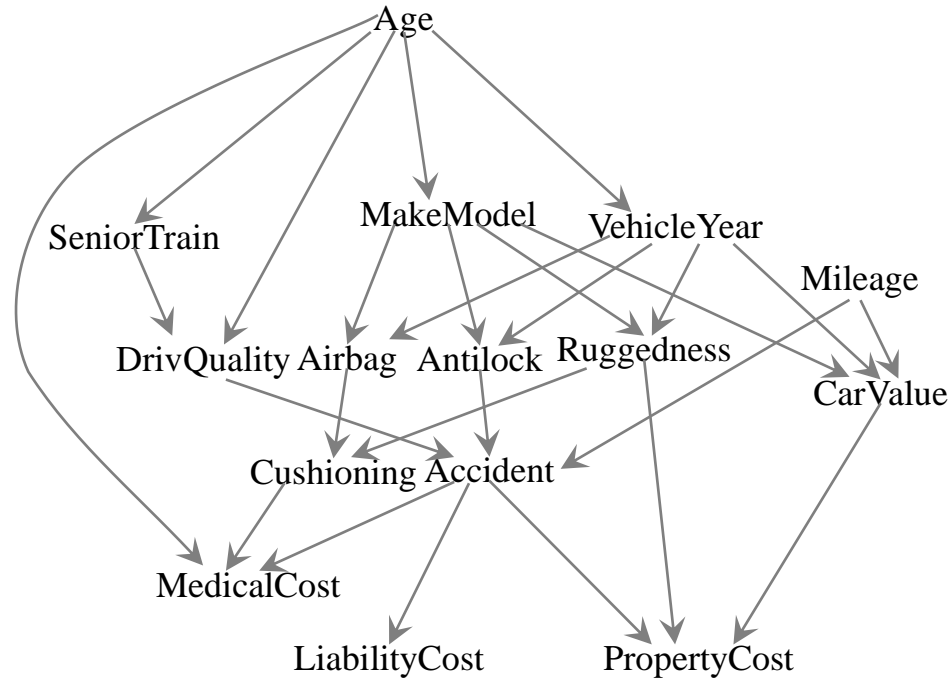 Age
MakeModel
SeniorTrain
VehicleYear
Mileage
DrivQuality
Airbag
Antilock
Ruggedness
CarValue
Cushioning
Accident
MedicalCost
LiabilityCost
PropertyCost